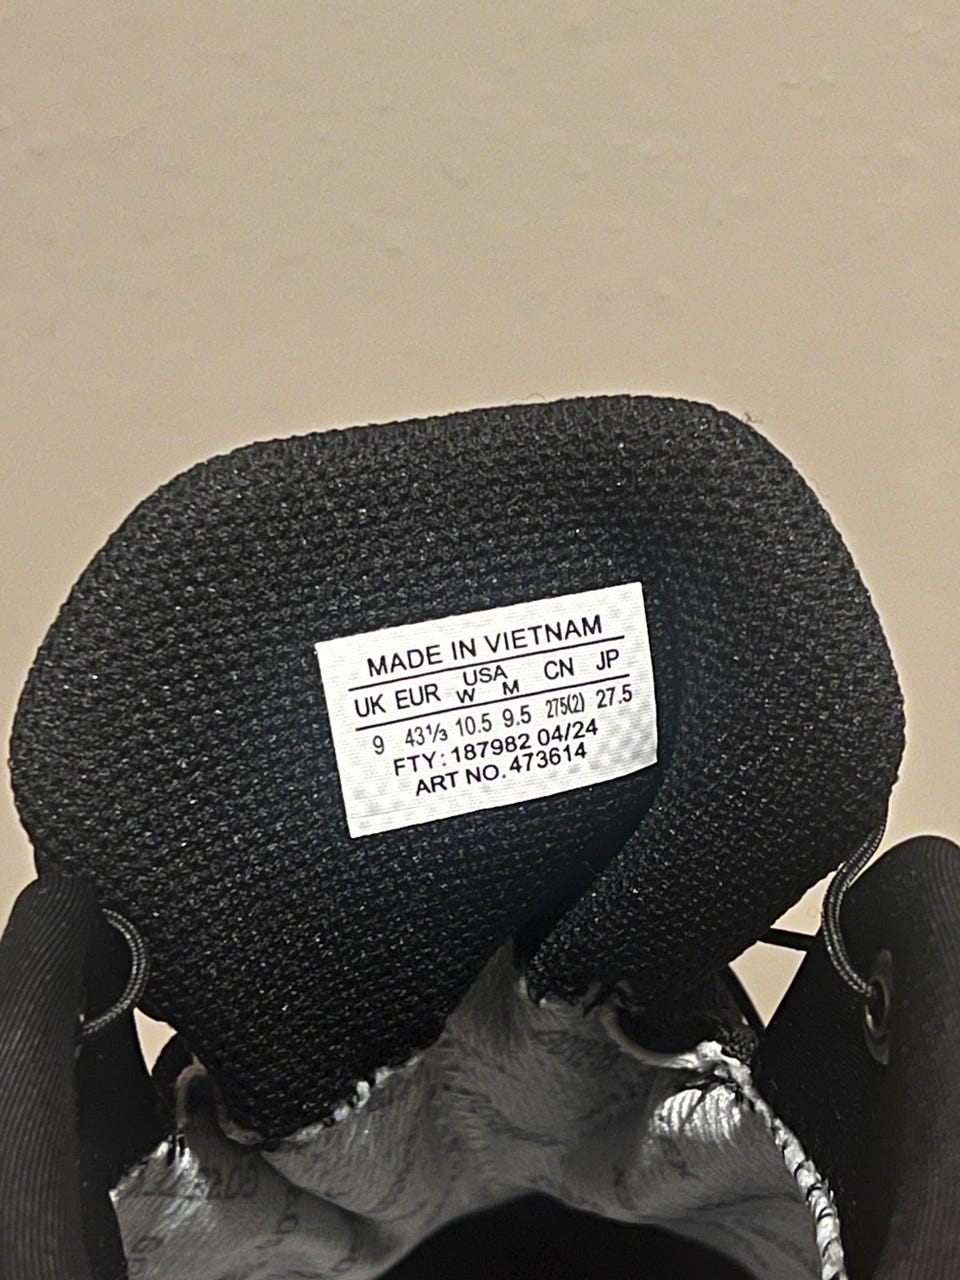 MADE IN VIETNAM
UK EUR USA CN JP
W M
9 43⅓ 10.5 9.5 275(2) 27.5
FTY: 187982 04/24
ART NO. 473614